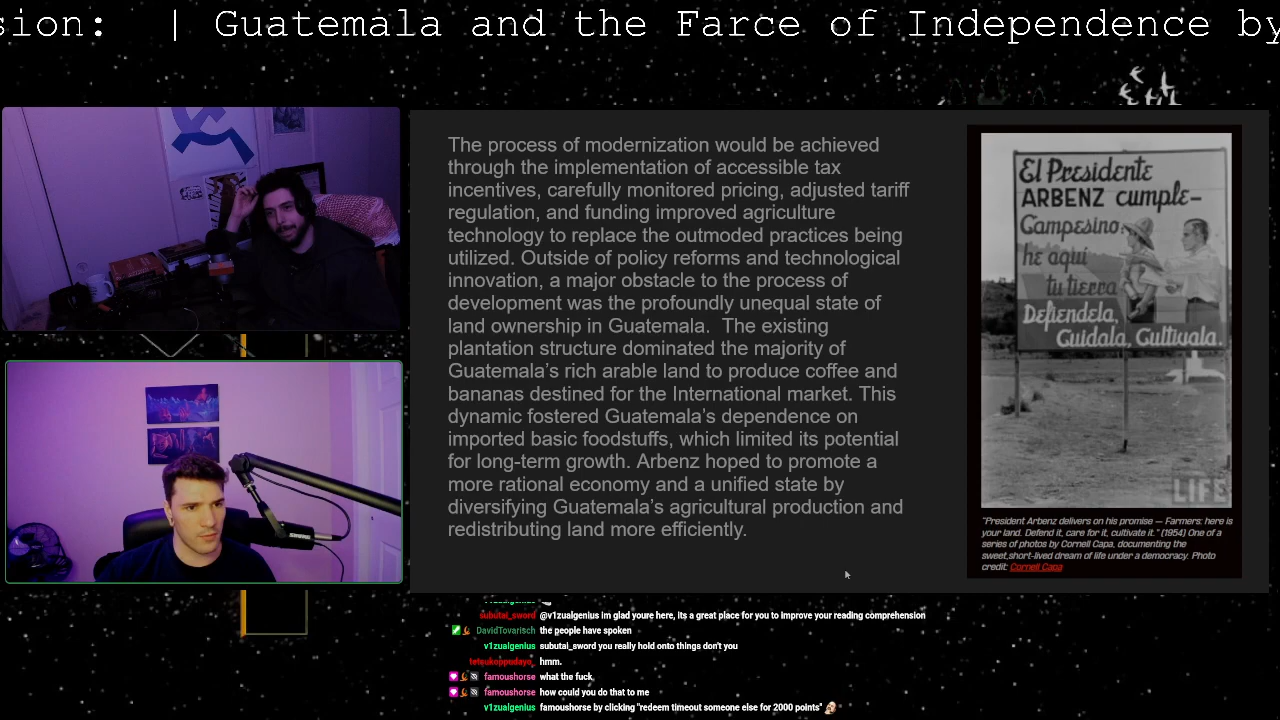 sion: | Guatemala and the Farce of Independence by
The process of modernization would be achieved
through the implementation of accessible tax
incentives, carefully monitored pricing, adjusted tariff
regulation, and funding improved agriculture
technology to replace the outmoded practices being
utilized. Outside of policy reforms and technological
innovation, a major obstacle to the process of
development was the profoundly unequal state of
land ownership in Guatemala. The existing
plantation structure dominated the majority of
Guatemala's rich arable land to produce coffee and
bananas destined for the International market. This
dynamic fostered Guatemala's dependence on
imported basic foodstuffs, which limited its potential
for long-term growth. Arbenz hoped to promote a
more rational economy and a unified state by
diversifying Guatemala's agricultural production and
redistributing land more efficiently.
El Presidente
ARBENZ cumple-
Campesino,
he aqui
tu tierra
Defiendela,
Cuidala, Cultivala.
LIFE
"President Arbenz delivers on his promise — Farmers: here is
your land. Defend it, care for it, cultivate it." (1954) One of a
series of photos by Cornell Capa, documenting the
sweet,short-lived dream of life under a democracy. Photo
credit: Cornell Capa
SHURE
subutai_sword @v1zualgenius im glad youre here, its a great place for you to improve your reading comprehension
DavidTovarisch the people have spoken
v1zualgenius subutai_sword you really hold onto things don't you
hmm.
famoushorse what the fuck
famoushorse how could you do that to me
v1zualgenius famoushorse by clicking "redeem timeout someone else for 2000 points"